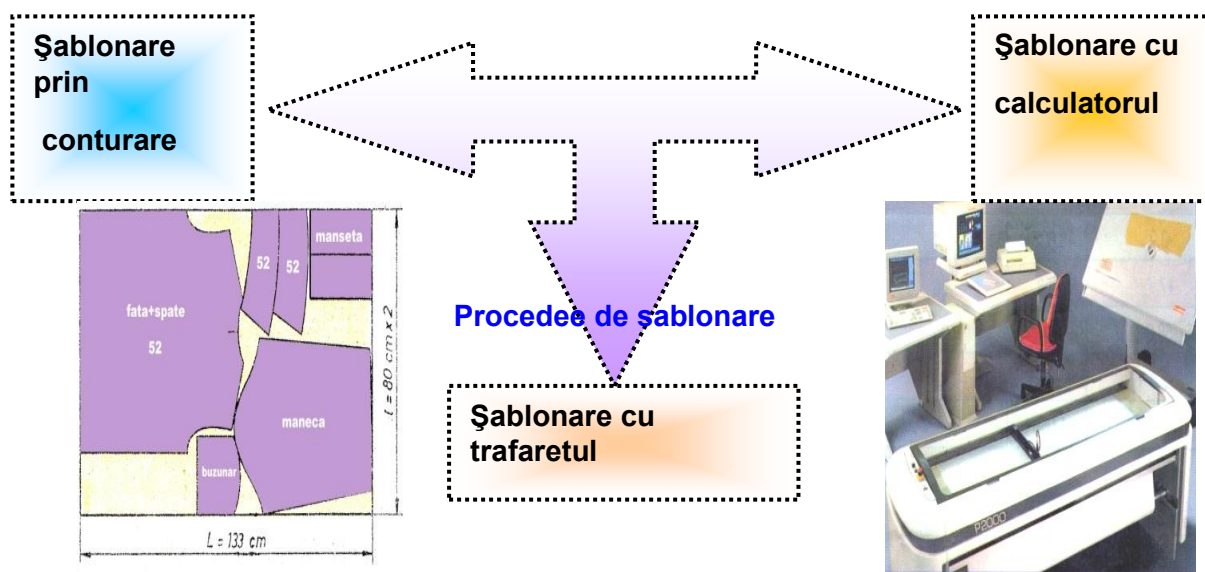 Şablonare
prin
conturare
Şablonare cu
calculatorul
manseta
52
52
fata+spate
52
maneca
buzunar
l = 80 cm x 2
L = 133 cm
Procedee de sablonare
Şablonare cu
trafaretul
P2000